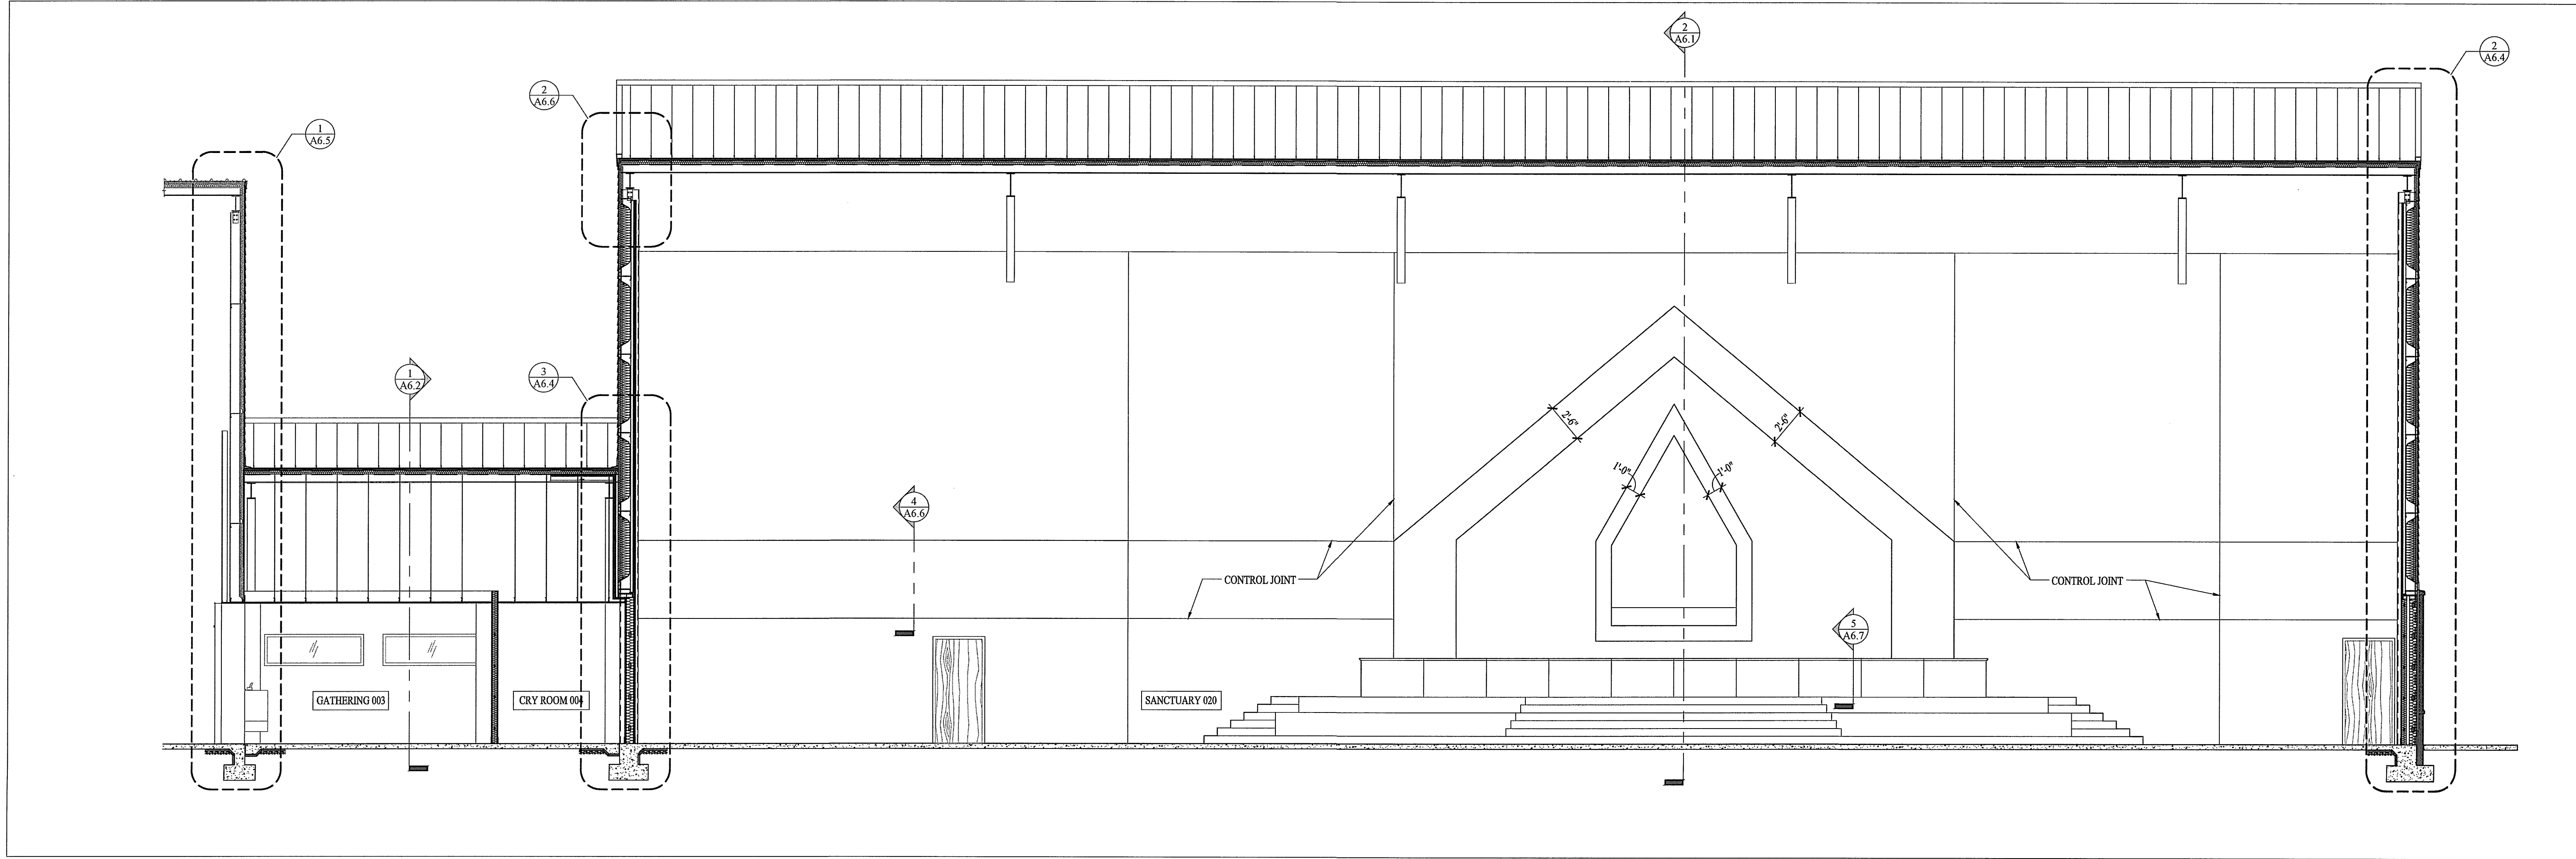 2
A6.1
2
A6.4
2
A6.6
1
A6.5
1
A6.2
3
A6.4
2'-6"
2'-6"
1'-0"
1'-0"
4
A6.6
CONTROL JOINT
CONTROL JOINT
5
A6.7
GATHERING 003
CRY ROOM 004
SANCTUARY 020